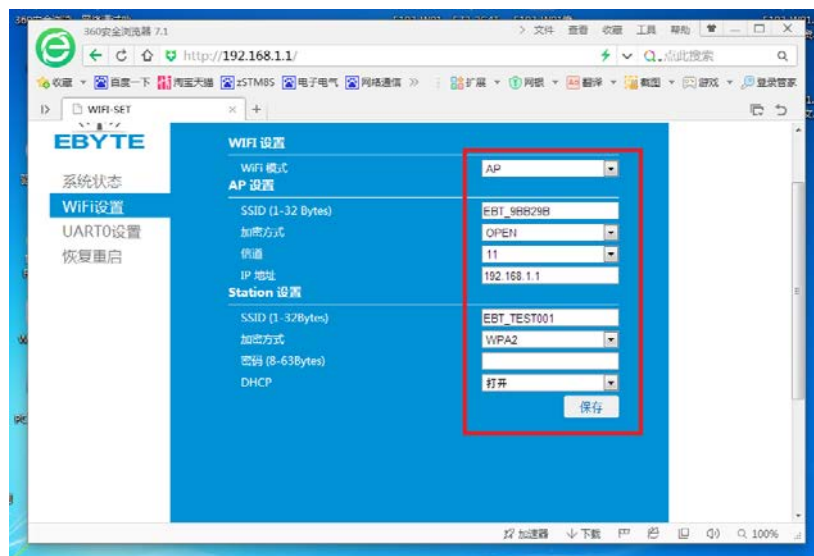 360安全浏览器 7.1
文件 查看 收藏 工具 帮助
http://192.168.1.1/
点此搜索
收藏 百度一下 淘宝天猫 zSTM8S 电子电气 网络通信 扩展 网银 翻译 截图 游戏 登录管家
WIFI-SET
EBYTE
系统状态
WiFi设置
UART0设置
恢复重启
WIFI 设置
WiFi 模式 AP
AP 设置
SSID (1-32 Bytes) EBT_9BB29B
加密方式 OPEN
信道 11
IP 地址 192.168.1.1
Station 设置
SSID (1-32Bytes) EBT_TEST001
加密方式 WPA2
密码 (8-63Bytes)
DHCP 打开
保存
加速器 下载 100%